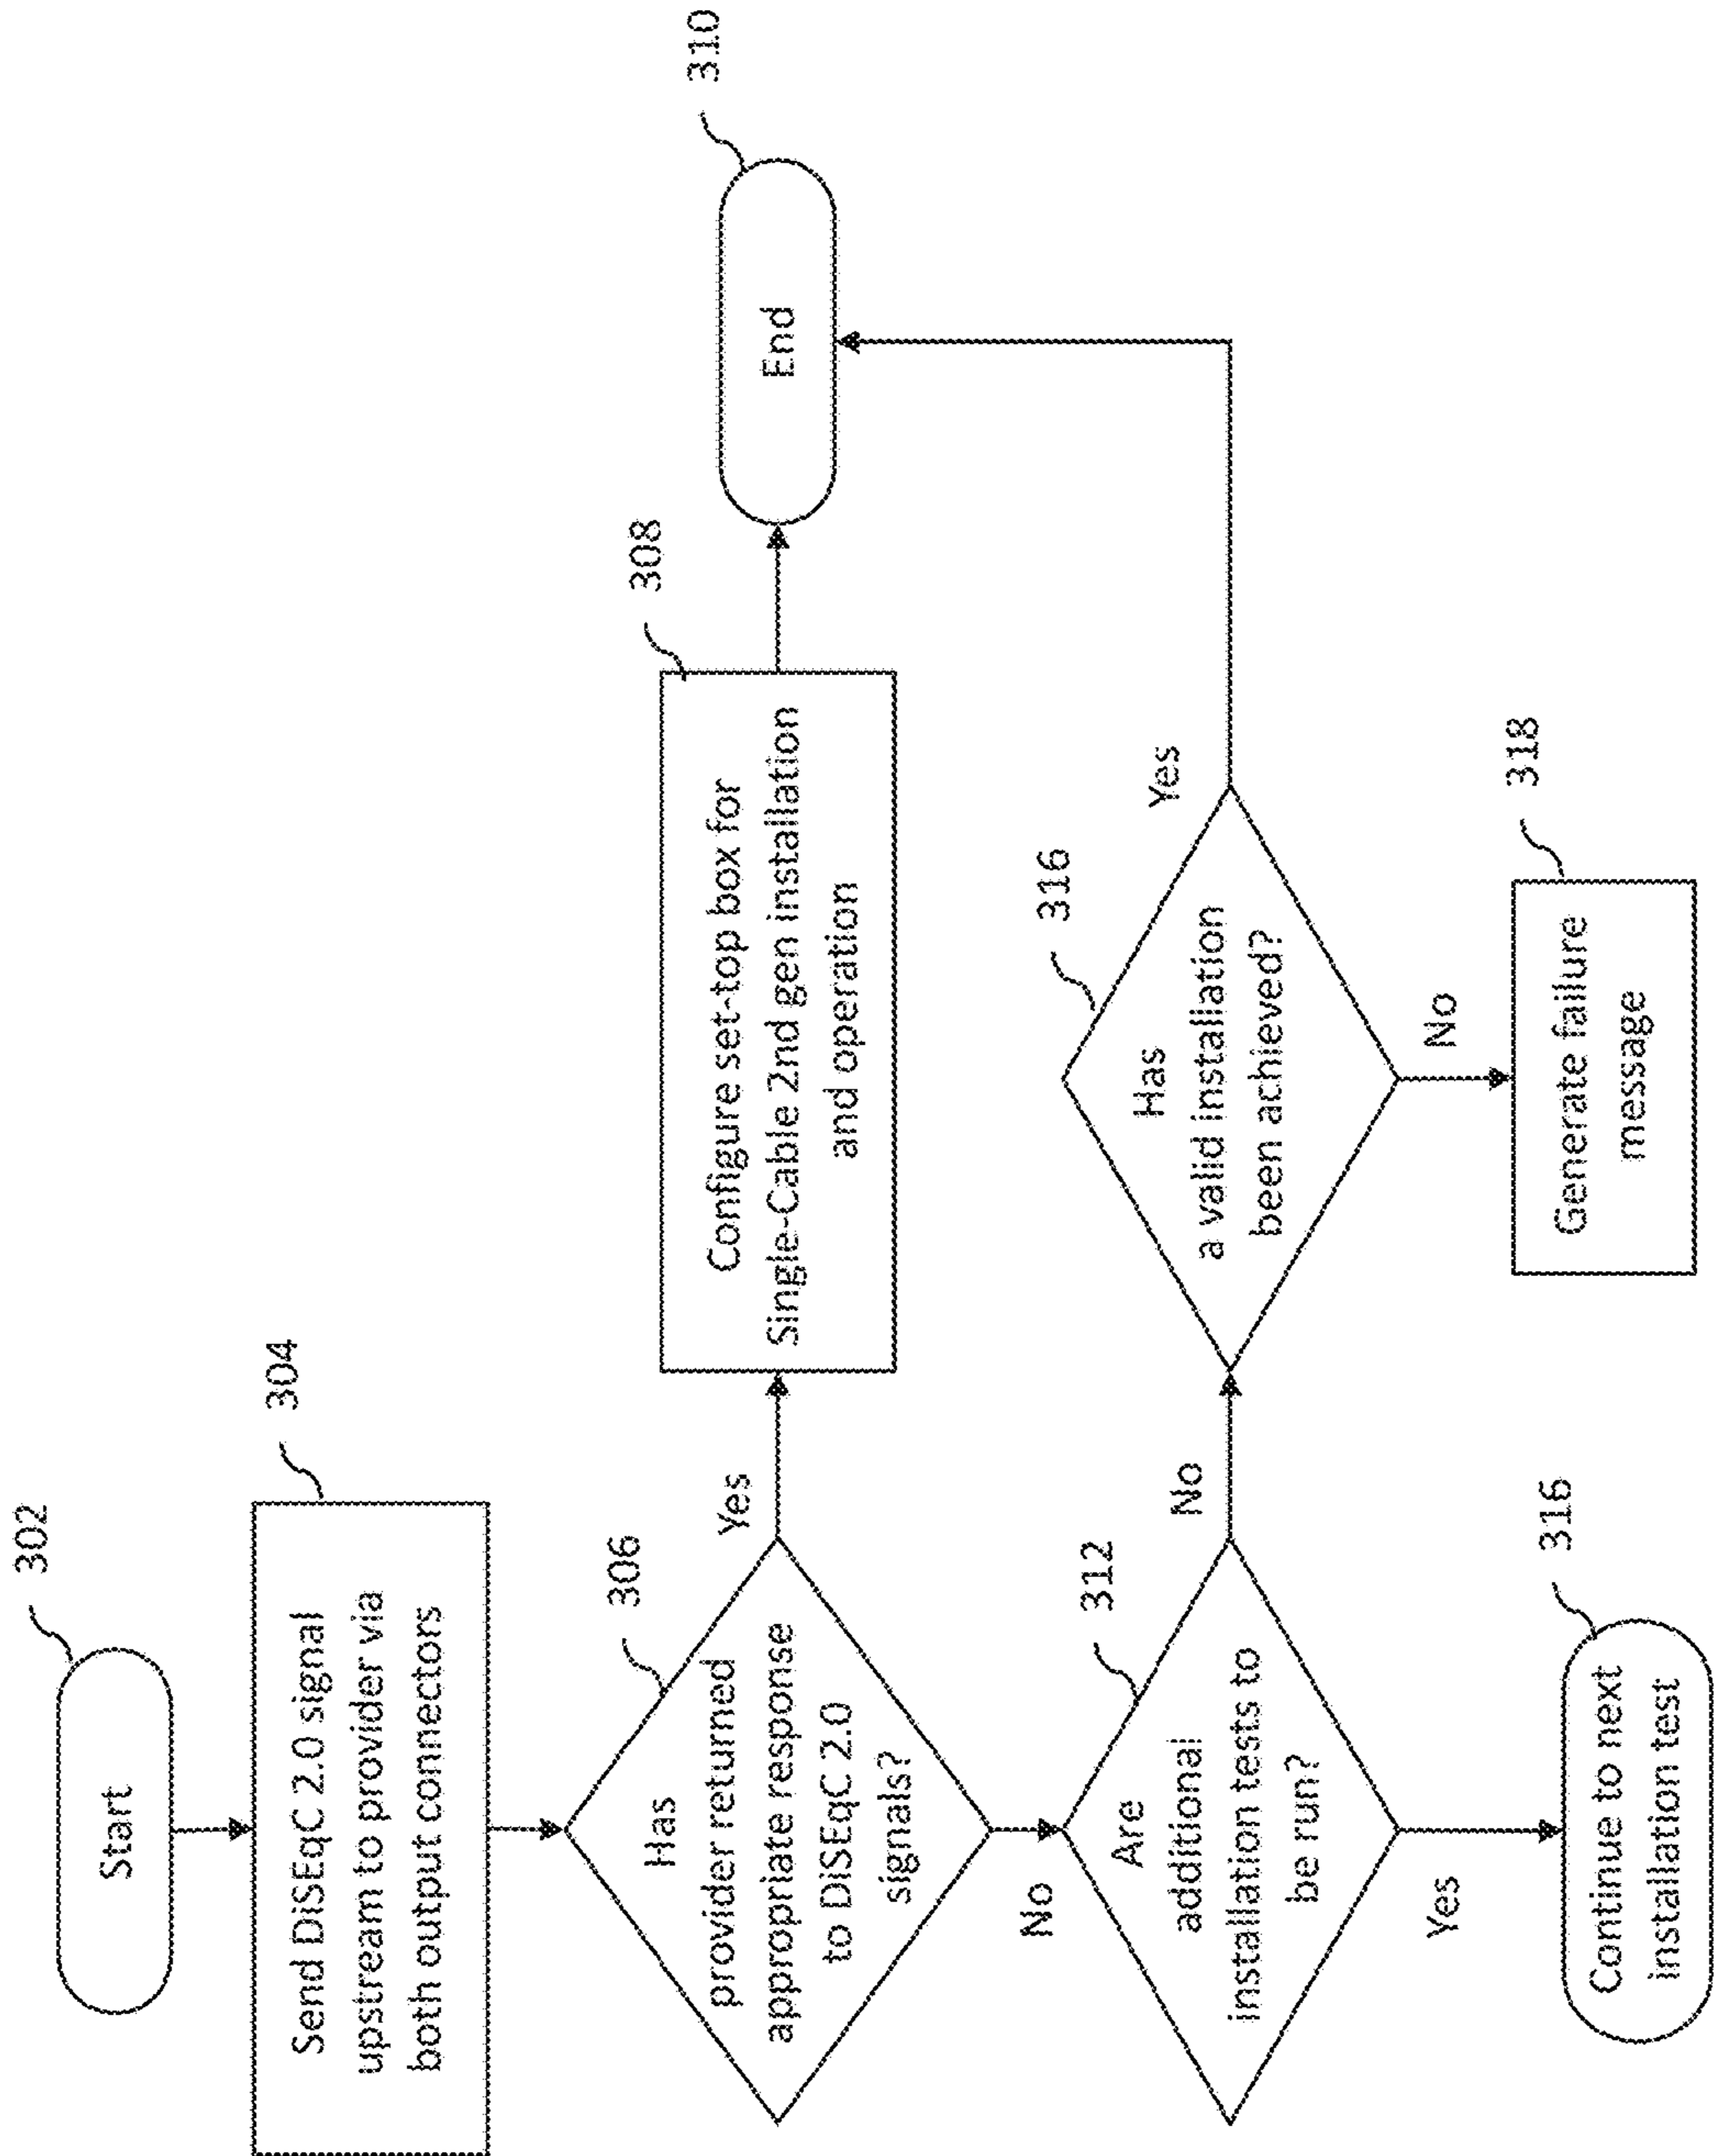 302
Start
304
Send DiSEqC 2.0 signal
upstream to provider via
both output connectors
306
Has
provider returned
appropriate response
to DiSEqC 2.0
signals?
Yes
308
Configure set-top box for
Single-Cable 2nd gen installation
and operation
310
End
No
312
Are
additional
installation tests to
be run?
No
316
Has
a valid installation
been achieved?
Yes
Yes
316
Continue to next
installation test
No
318
Generate failure
message